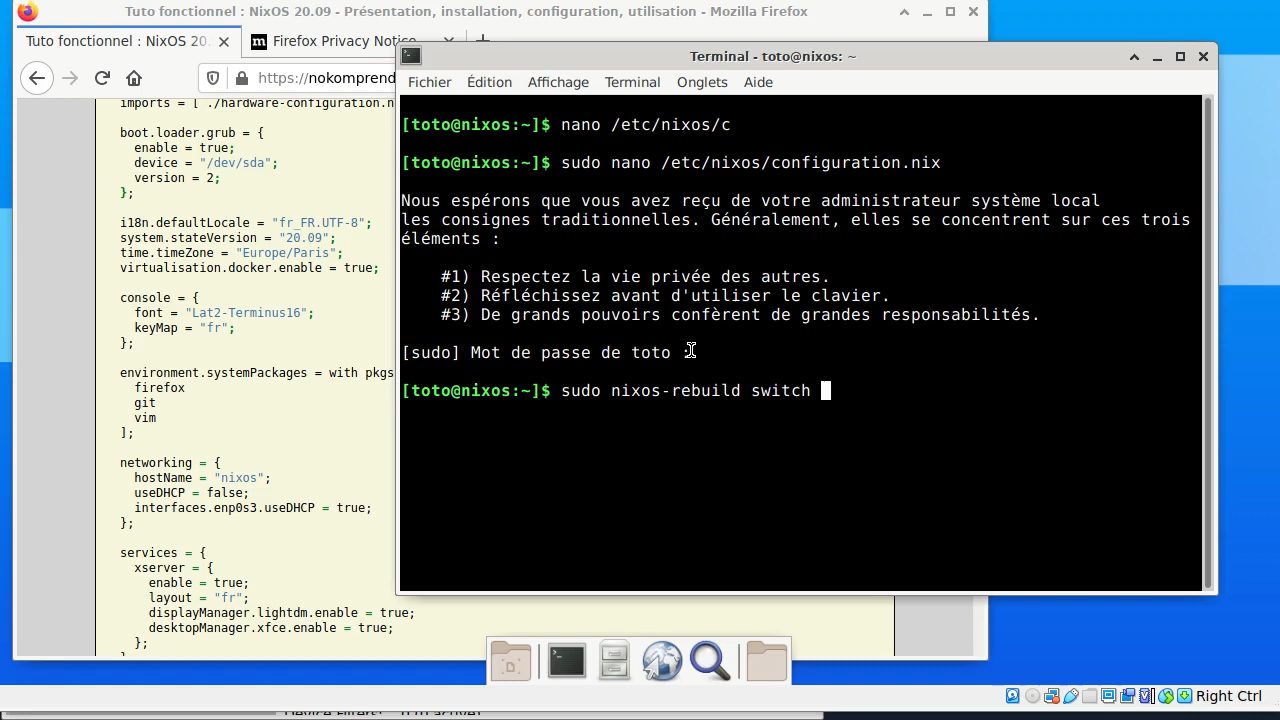 Tuto fonctionnel : NixOS 20.09 - Présentation, installation, configuration, utilisation - Mozilla Firefox
Tuto fonctionnel : NixOS 20
Firefox Privacy Notice
https://nokomprend
imports = [ ./hardware-configuration.n
boot.loader.grub = {
enable = true;
device = "/dev/sda";
version = 2;
};
i18n.defaultLocale = "fr_FR.UTF-8";
system.stateVersion = "20.09";
time.timeZone = "Europe/Paris";
virtualisation.docker.enable = true;
console = {
font = "Lat2-Terminus16";
keyMap = "fr";
};
environment.systemPackages = with pkgs
firefox
git
vim
];
networking = {
hostName = "nixos";
useDHCP = false;
interfaces.enp0s3.useDHCP = true;
};
services = {
xserver = {
enable = true;
layout = "fr";
displayManager.lightdm.enable = true;
desktopManager.xfce.enable = true;
};
Terminal - toto@nixos: ~
Fichier Édition Affichage Terminal Onglets Aide
[toto@nixos:~]$ nano /etc/nixos/c
[toto@nixos:~]$ sudo nano /etc/nixos/configuration.nix
Nous espérons que vous avez reçu de votre administrateur système local
les consignes traditionnelles. Généralement, elles se concentrent sur ces trois
éléments :
#1) Respectez la vie privée des autres.
#2) Réfléchissez avant d'utiliser le clavier.
#3) De grands pouvoirs confèrent de grandes responsabilités.
[sudo] Mot de passe de toto :
[toto@nixos:~]$ sudo nixos-rebuild switch
Right Ctrl